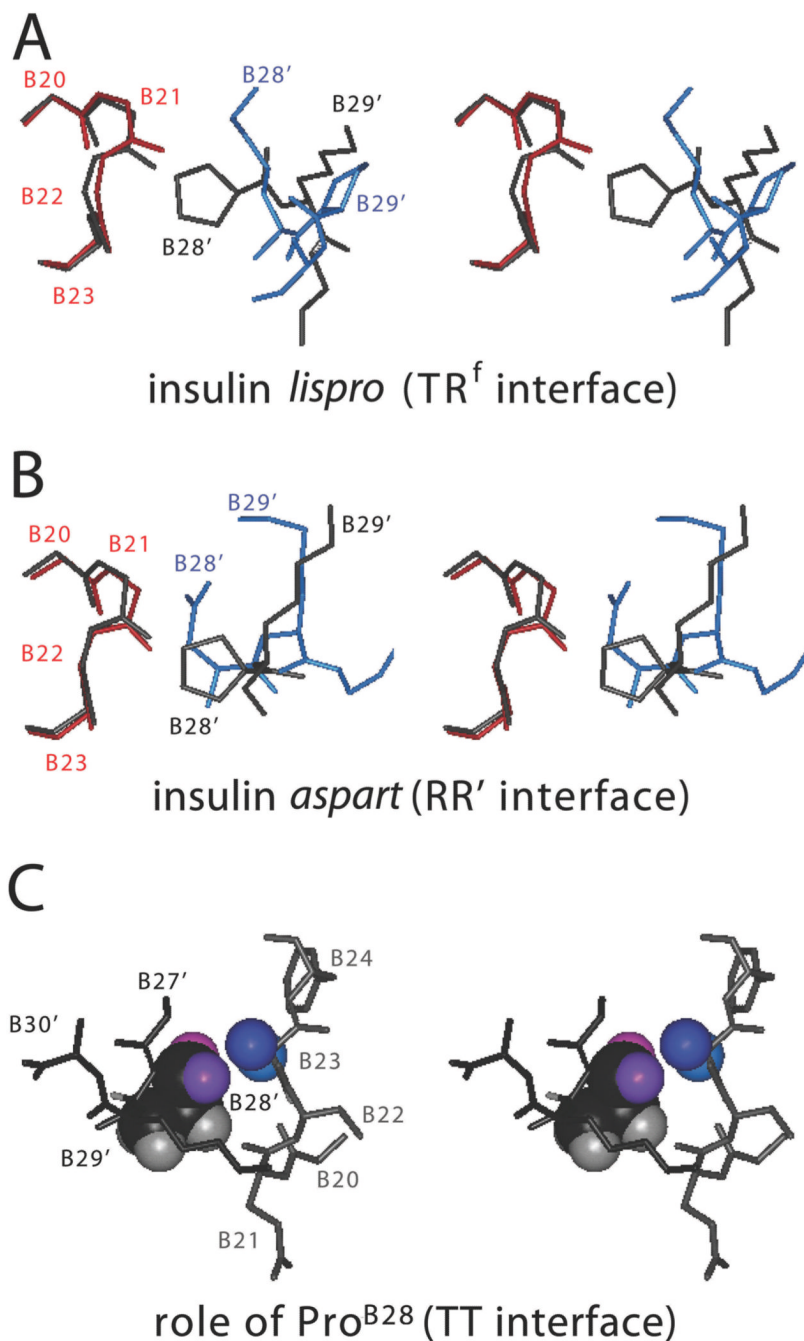 A
B20
B21
B28’
B29’
B22
B29’
B28’
B23
insulin lispro (TRᶠ interface)
B
B29’
B29’
B20
B21
B28’
B22
B28’
B23
insulin aspart (RR’ interface)
C
B24
B27’
B30’
B23
B28’
B22
B29’
B20
B21
role of Proᴮ²⁸ (TT interface)